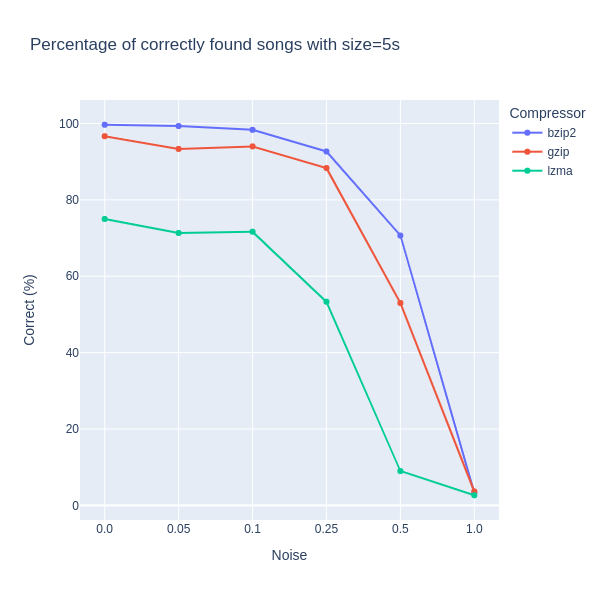 Percentage of correctly found songs with size=5s
Compressor
bzip2
gzip
lzma
Correct (%)
100
80
60
40
20
0
0.0 0.05 0.1 0.25 0.5 1.0
Noise